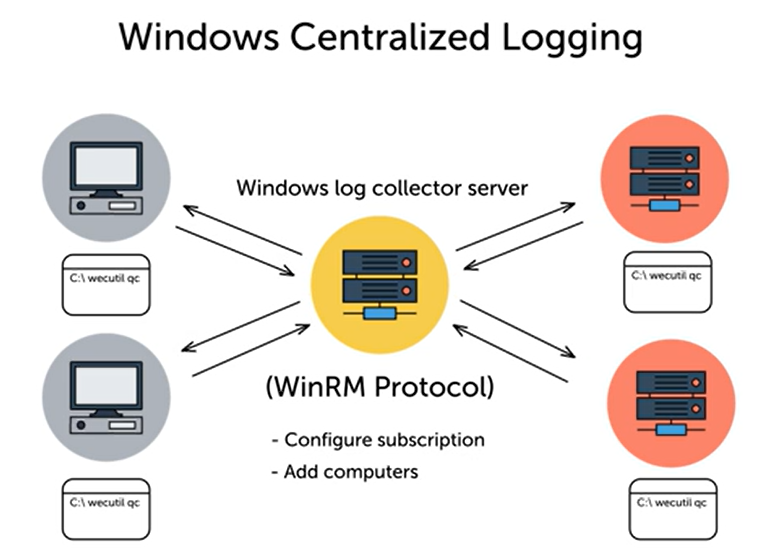 Windows Centralized Logging
Windows log collector server
C:\ wecutil qc
C:\ wecutil qc
(WinRM Protocol)
- Configure subscription
- Add computers
C:\ wecutil qc
C:\ wecutil qc